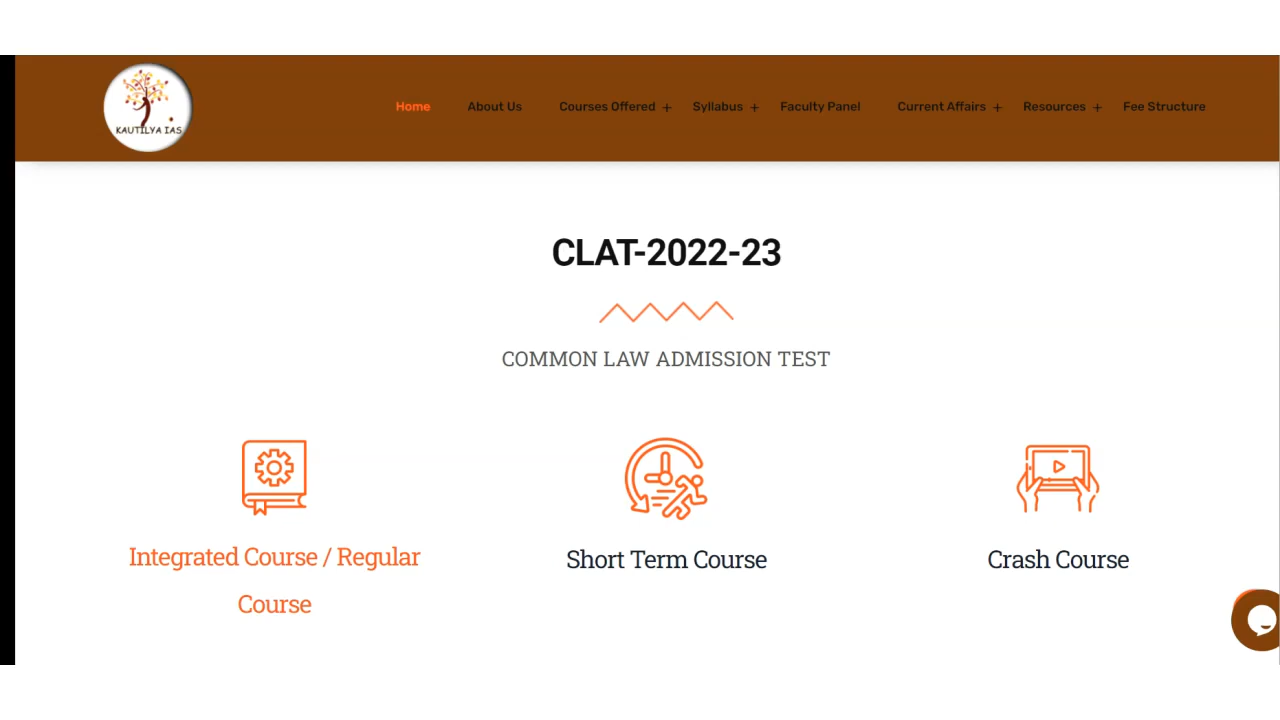 KAUTILYA IAS
Home About Us Courses Offered + Syllabus + Faculty Panel Current Affairs + Resources + Fee Structure
CLAT-2022-23
COMMON LAW ADMISSION TEST
Integrated Course / Regular
Course
Short Term Course
Crash Course